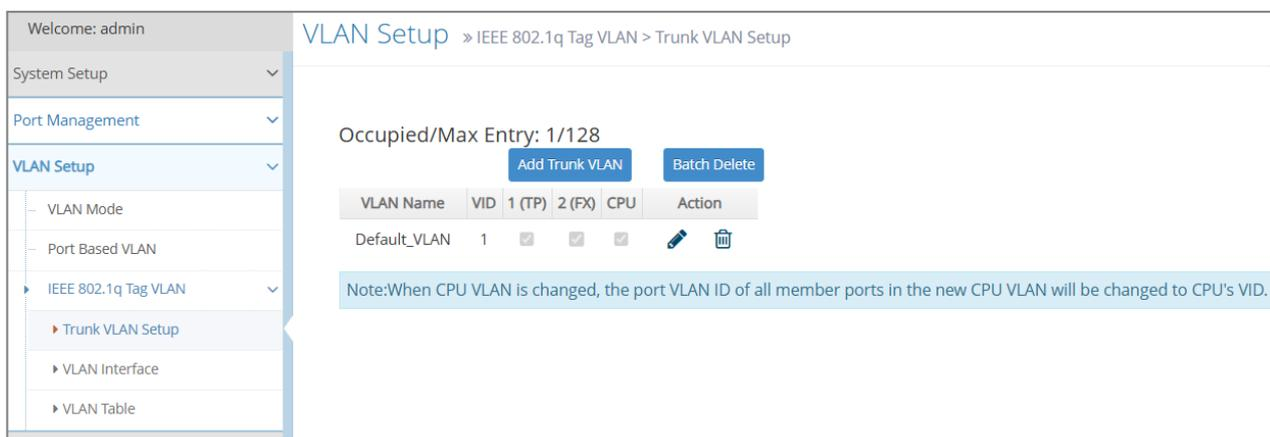 Welcome: admin
System Setup
Port Management
VLAN Setup
VLAN Mode
Port Based VLAN
IEEE 802.1q Tag VLAN
Trunk VLAN Setup
VLAN Interface
VLAN Table
VLAN Setup » IEEE 802.1q Tag VLAN > Trunk VLAN Setup
Occupied/Max Entry: 1/128
Add Trunk VLAN Batch Delete
VLAN Name VID 1 (TP) 2 (FX) CPU Action
Default_VLAN 1
Note:When CPU VLAN is changed, the port VLAN ID of all member ports in the new CPU VLAN will be changed to CPU's VID.